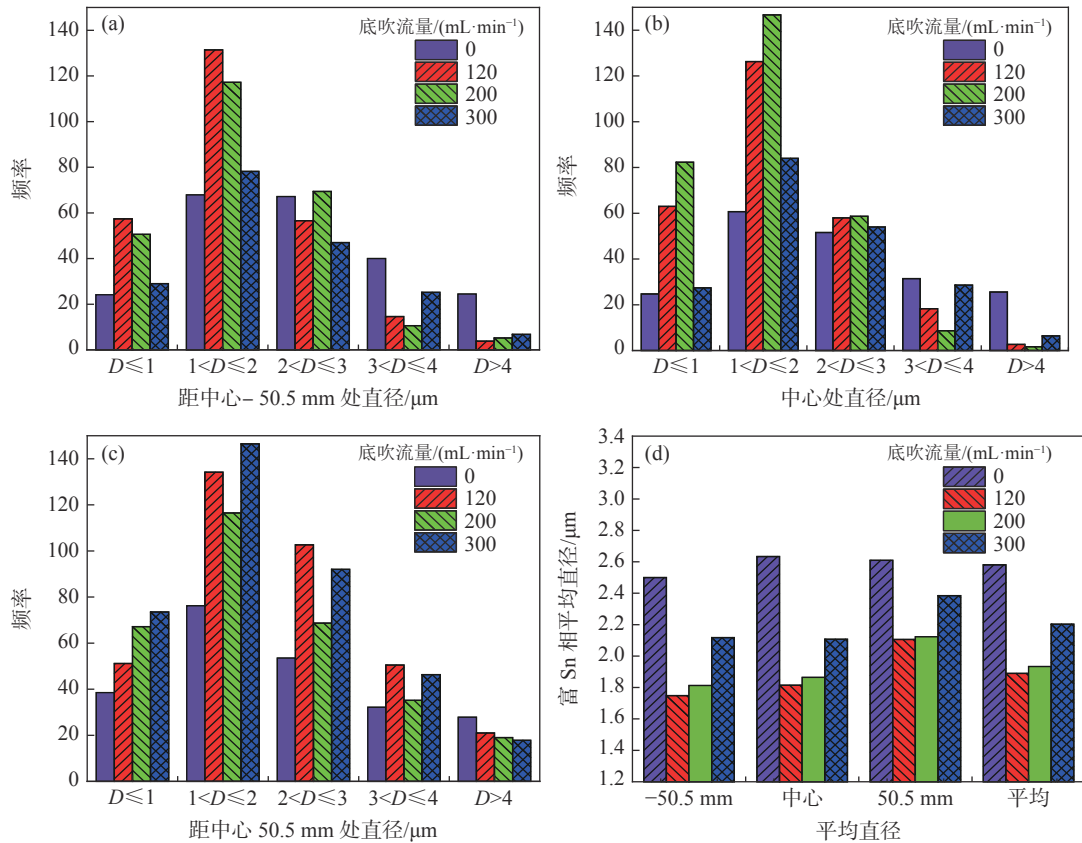 (a)
底吹流量/(mL·min⁻¹)
0
120
200
300
频率
140
120
100
80
60
40
20
0
D≤1
1<D≤2
2<D≤3
3<D≤4
D>4
距中心− 50.5 mm 处直径/μm
(b)
底吹流量/(mL·min⁻¹)
0
120
200
300
频率
140
120
100
80
60
40
20
0
D≤1
1<D≤2
2<D≤3
3<D≤4
D>4
中心处直径/μm
(c)
底吹流量/(mL·min⁻¹)
0
120
200
300
频率
140
120
100
80
60
40
20
0
D≤1
1<D≤2
2<D≤3
3<D≤4
D>4
距中心 50.5 mm 处直径/μm
(d)
底吹流量/(mL·min⁻¹)
0
120
200
300
富 Sn 相平均直径/μm
3.4
3.2
3.0
2.8
2.6
2.4
2.2
2.0
1.8
1.6
1.4
1.2
−50.5 mm
中心
50.5 mm
平均
平均直径